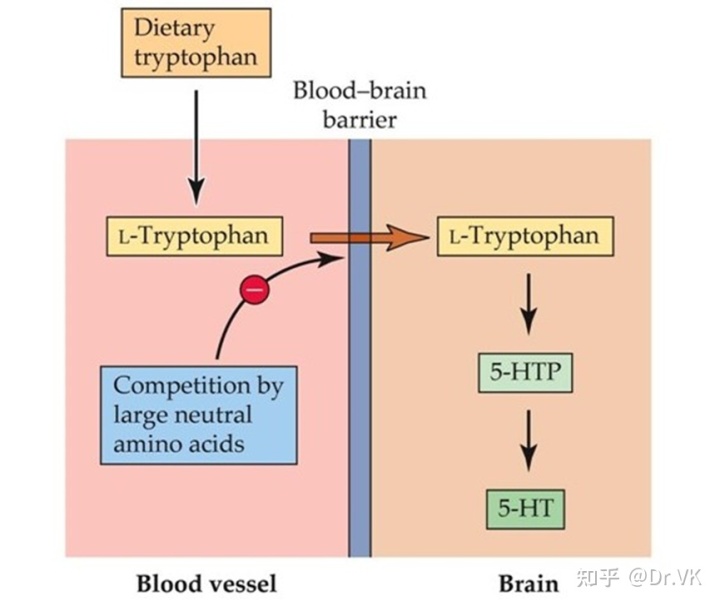 Dietary
tryptophan
Blood–brain
barrier
L-Tryptophan
L-Tryptophan
5-HTP
Competition by
large neutral
amino acids
5-HT
Blood vessel
Brain
知乎 @Dr.VK